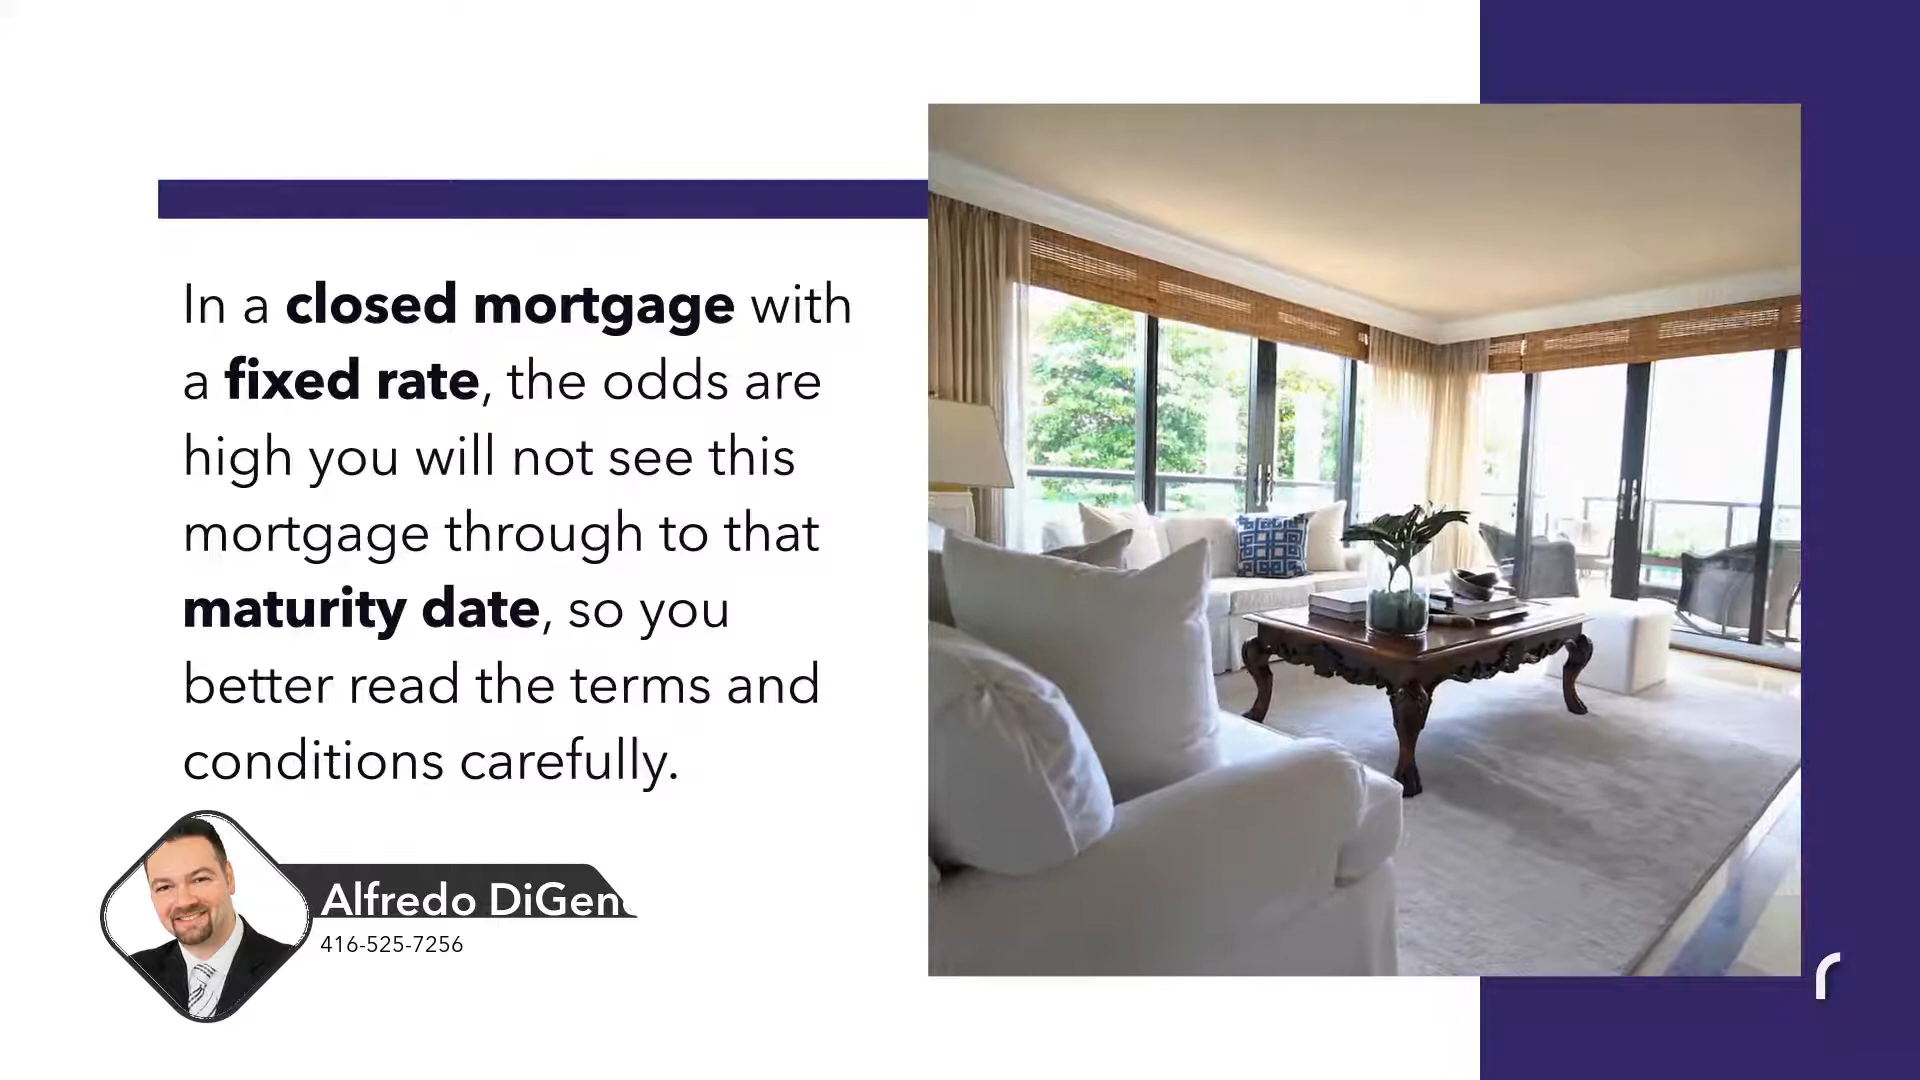 In a closed mortgage with
a fixed rate, the odds are
high you will not see this
mortgage through to that
maturity date, so you
better read the terms and
conditions carefully.
Alfredo
416-525-7256